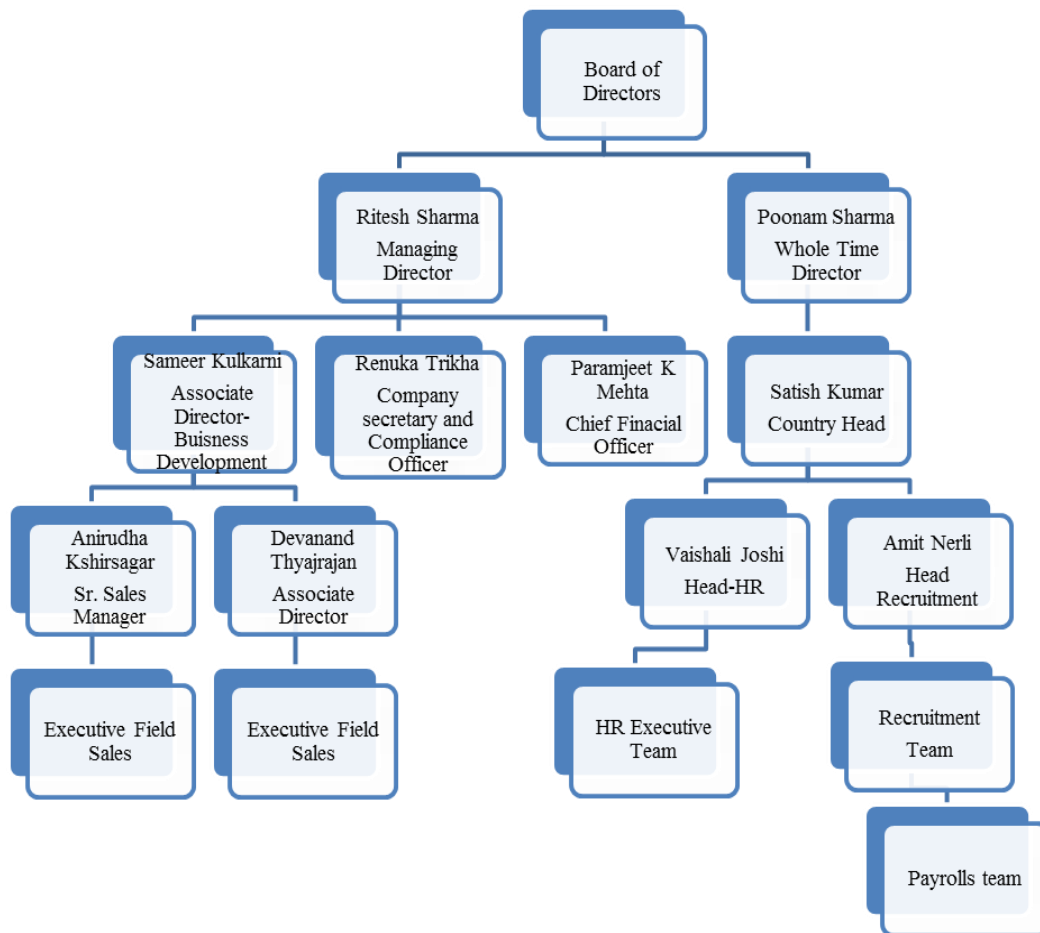 Board of
Directors
Ritesh Sharma
Managing
Director
Poonam Sharma
Whole Time
Director
Sameer Kulkarni
Associate
Director-
Buisness
Development
Renuka Trikha
Company
secretary and
Compliance
Officer
Paramjeet K
Mehta
Chief Finacial
Officer
Satish Kumar
Country Head
Anirudha
Kshirsagar
Sr. Sales
Manager
Devanand
Thyajrajan
Associate
Director
Vaishali Joshi
Head-HR
Amit Nerli
Head
Recruitment
Executive Field
Sales
Executive Field
Sales
HR Executive
Team
Recruitment
Team
Payrolls team